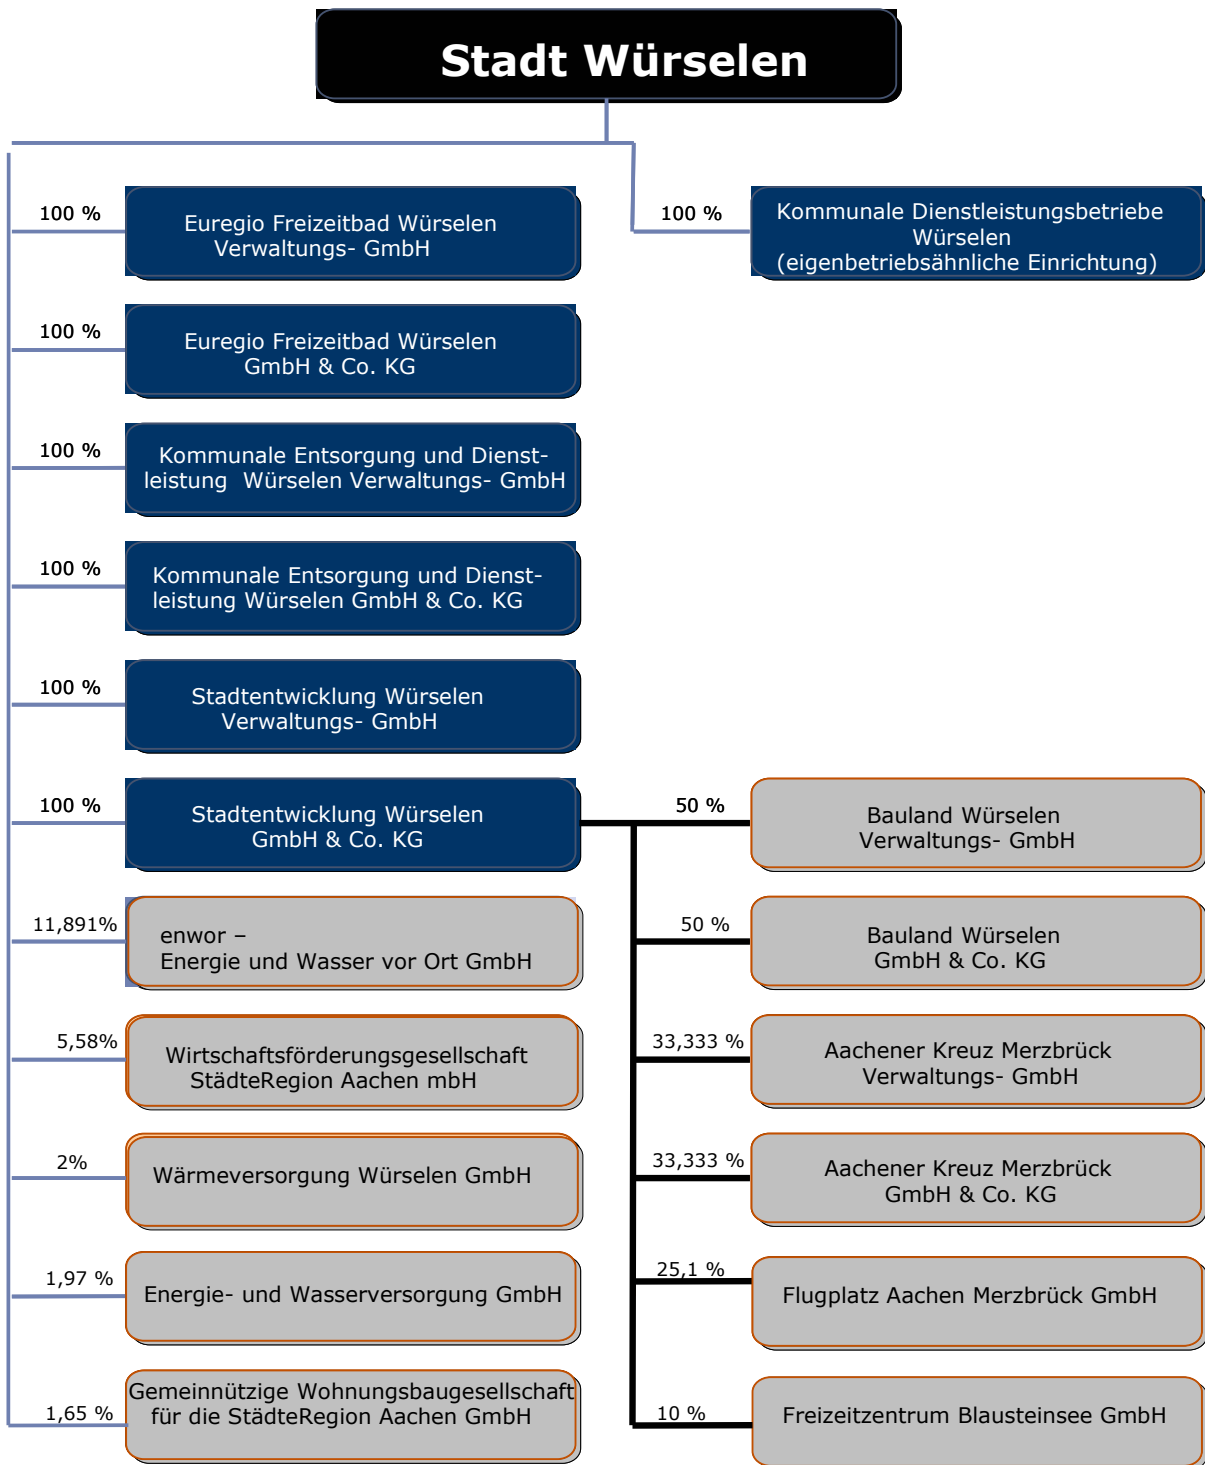 Stadt Würselen
100 %
Euregio Freizeitbad Würselen
Verwaltungs- GmbH
100 %
Kommunale Dienstleistungsbetriebe
Würselen
(eigenbetriebsähnliche Einrichtung)
100 %
Euregio Freizeitbad Würselen
GmbH & Co. KG
100 %
Kommunale Entsorgung und Dienst-
leistung Würselen Verwaltungs- GmbH
100 %
Kommunale Entsorgung und Dienst-
leistung Würselen GmbH & Co. KG
100 %
Stadtentwicklung Würselen
Verwaltungs- GmbH
100 %
Stadtentwicklung Würselen
GmbH & Co. KG
50 %
Bauland Würselen
Verwaltungs- GmbH
11,891%
enwor –
Energie und Wasser vor Ort GmbH
50 %
Bauland Würselen
GmbH & Co. KG
5,58%
Wirtschaftsförderungsgesellschaft
StädteRegion Aachen mbH
33,333 %
Aachener Kreuz Merzbrück
Verwaltungs- GmbH
2%
Wärmeversorgung Würselen GmbH
33,333 %
Aachener Kreuz Merzbrück
GmbH & Co. KG
1,97 %
Energie- und Wasserversorgung GmbH
25,1 %
Flugplatz Aachen Merzbrück GmbH
1,65 %
Gemeinnützige Wohnungsbaugesellschaft
für die StädteRegion Aachen GmbH
10 %
Freizeitzentrum Blausteinsee GmbH